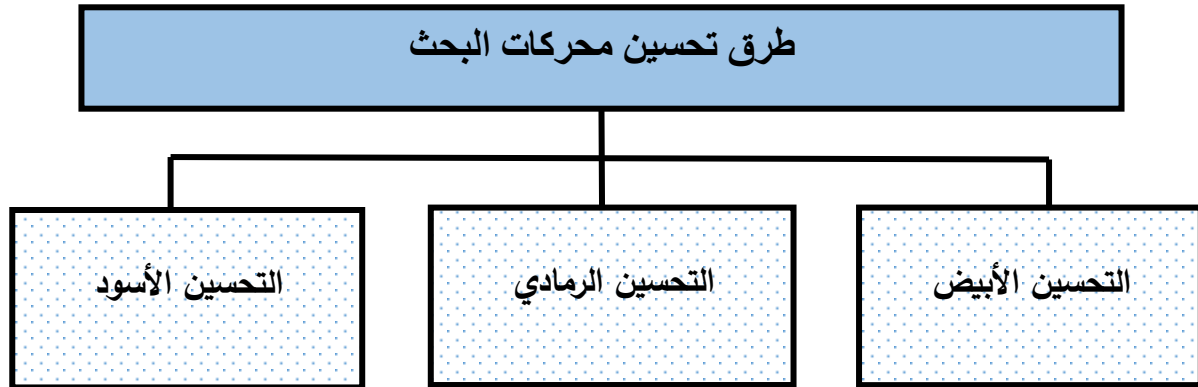 طرق تحسين محركات البحث
التحسين الأبيض
التحسين الرمادي
التحسين الأسود